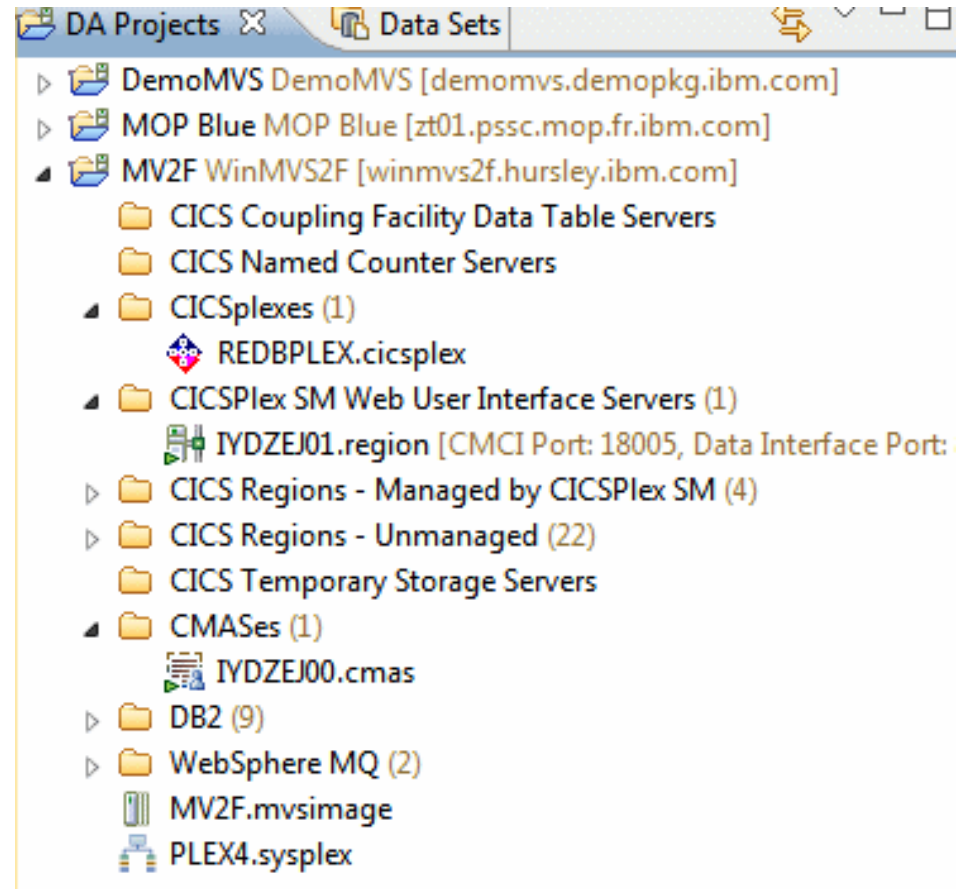 DA Projects Data Sets
DemoMVS DemoMVS [demomvs.demopkg.ibm.com]
MOP Blue MOP Blue [zt01.pssc.mop.fr.ibm.com]
MV2F WinMVS2F [winmvs2f.hursley.ibm.com]
CICS Coupling Facility Data Table Servers
CICS Named Counter Servers
CICSplexes (1)
REDBPLEX.cicsplex
CICSPlex SM Web User Interface Servers (1)
IYDZEJ01.region [CMCI Port: 18005, Data Interface Port:
CICS Regions - Managed by CICSPlex SM (4)
CICS Regions - Unmanaged (22)
CICS Temporary Storage Servers
CMASes (1)
IYDZEJ00.cmas
DB2 (9)
WebSphere MQ (2)
MV2F.mvsimage
PLEX4.sysplex